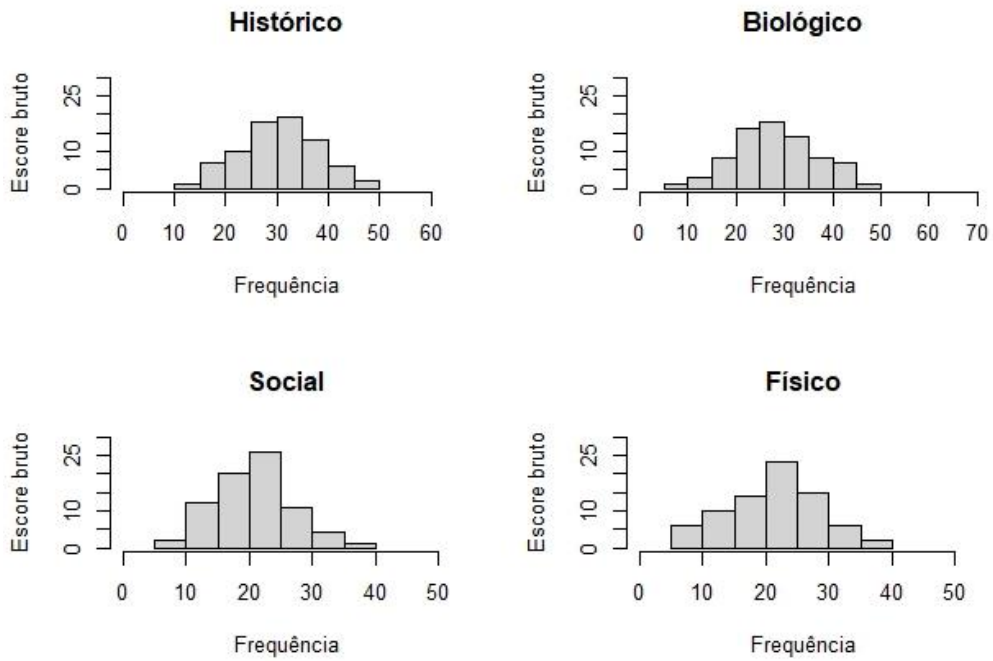 Histórico
Escore bruto
0 10 25
0 10 20 30 40 50 60
Frequência
Biológico
Escore bruto
0 10 25
0 10 20 30 40 50 60 70
Frequência
Social
Escore bruto
0 10 25
0 10 20 30 40 50
Frequência
Físico
Escore bruto
0 10 25
0 10 20 30 40 50
Frequência